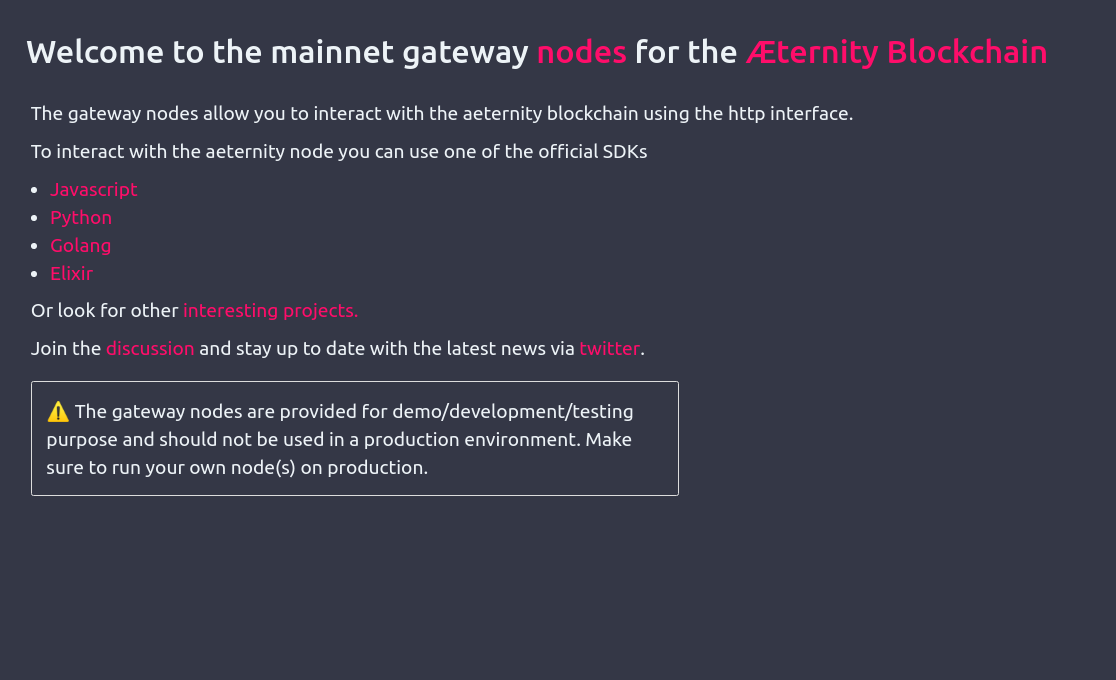 Welcome to the mainnet gateway nodes for the Æternity Blockchain
The gateway nodes allow you to interact with the aeternity blockchain using the http interface.
To interact with the aeternity node you can use one of the official SDKs
• Javascript
• Python
• Golang
• Elixir
Or look for other interesting projects.
Join the discussion and stay up to date with the latest news via twitter.
⚠️ The gateway nodes are provided for demo/development/testing
purpose and should not be used in a production environment. Make
sure to run your own node(s) on production.